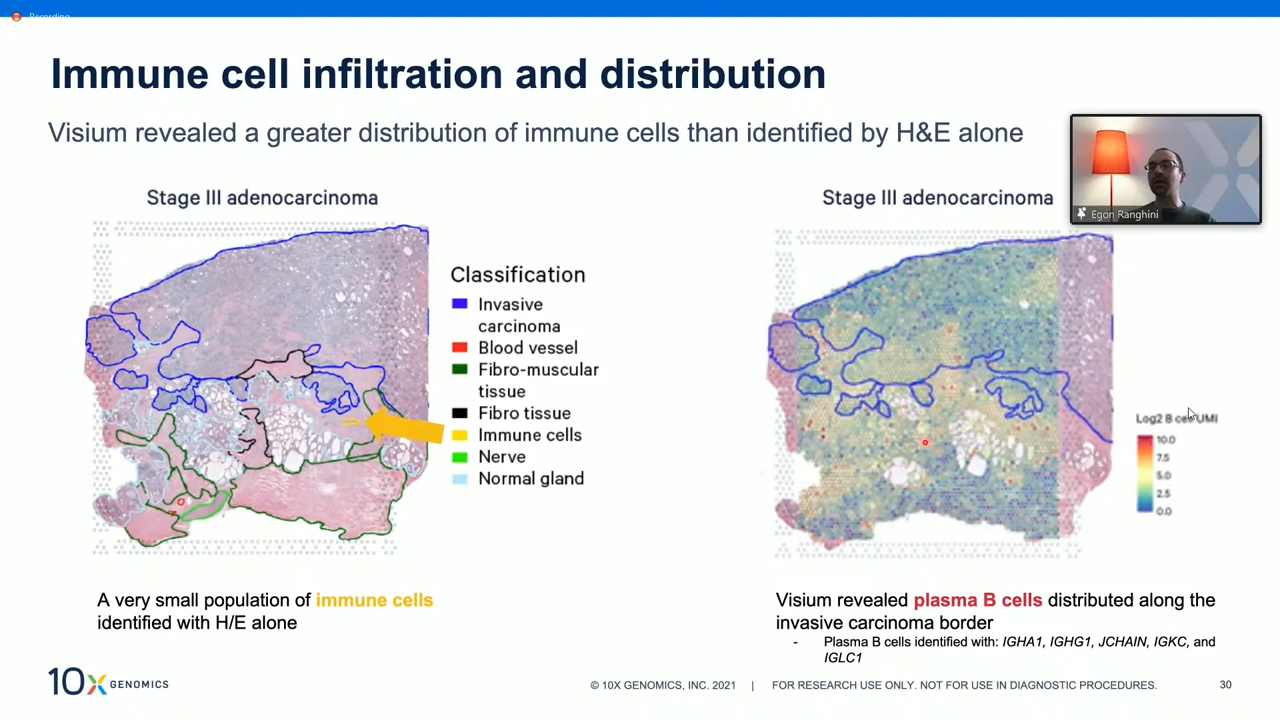 Recording
Immune cell infiltration and distribution
Visium revealed a greater distribution of immune cells than identified by H&E alone
Egon Ranghini
Stage III adenocarcinoma
Classification
Invasive
carcinoma
Blood vessel
Fibro-muscular
tissue
Fibro tissue
Immune cells
Nerve
Normal gland
Stage III adenocarcinoma
Log2 B cell UMI
10.0
7.5
5.0
2.5
0.0
A very small population of immune cells
identified with H/E alone
Visium revealed plasma B cells distributed along the
invasive carcinoma border
- Plasma B cells identified with: IGHA1, IGHG1, JCHAIN, IGKC, and
IGLC1
10X GENOMICS
© 10X GENOMICS, INC. 2021 | FOR RESEARCH USE ONLY. NOT FOR USE IN DIAGNOSTIC PROCEDURES.
30